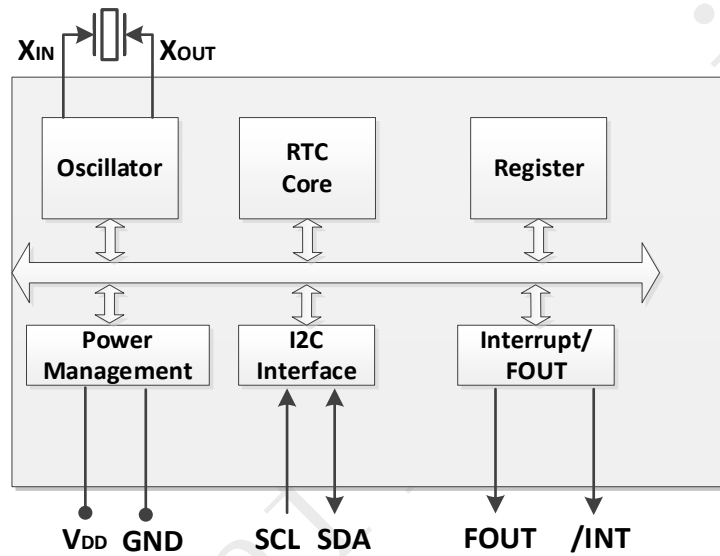 XIN XOUT
Oscillator
RTC
Core
Register
Power
Management
I2C
Interface
Interrupt/
FOUT
VDD GND SCL SDA FOUT /INT